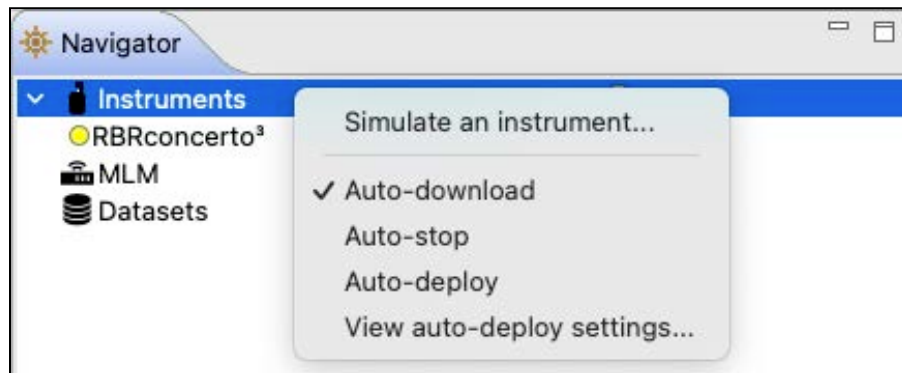 Navigator
Instruments
RBRconcerto³
MLM
Datasets
Simulate an instrument...
✓ Auto-download
Auto-stop
Auto-deploy
View auto-deploy settings...